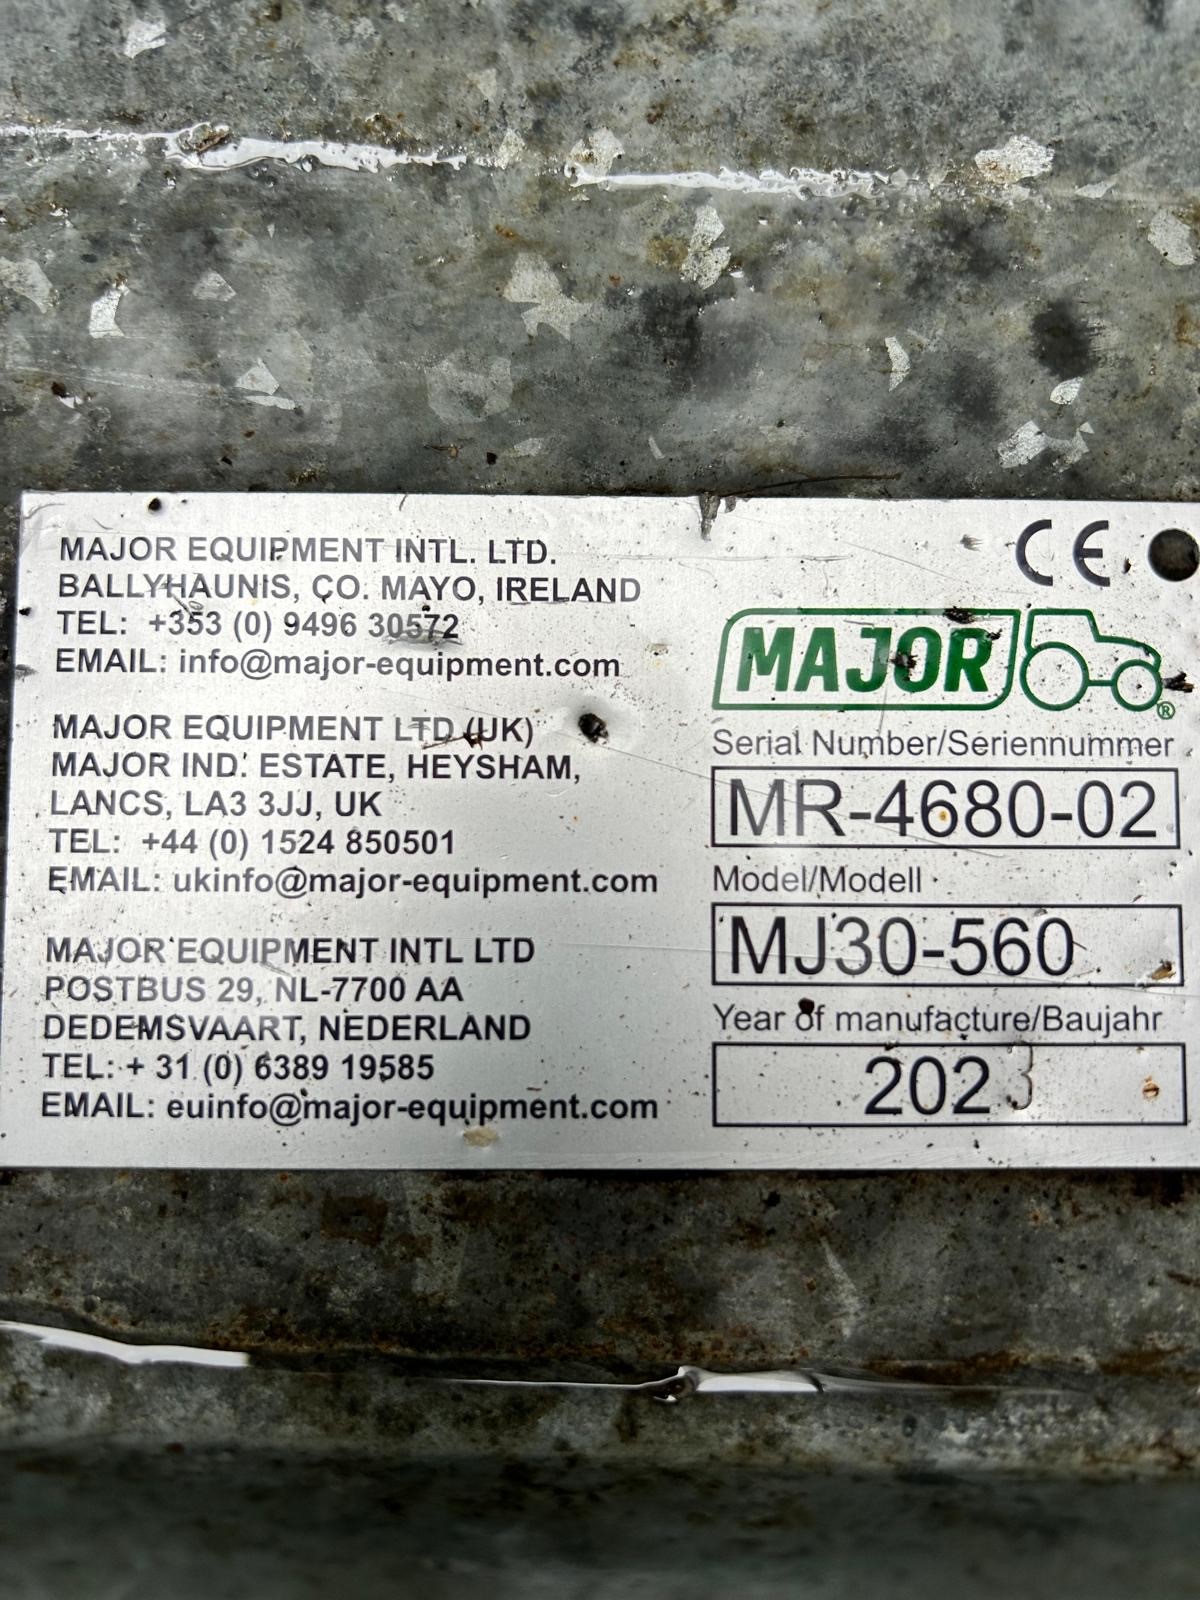 MAJOR EQUIPMENT INTL. LTD.
BALLYHAUNIS, CO. MAYO, IRELAND
TEL: +353 (0) 9496 30572
EMAIL: info@major-equipment.com
MAJOR EQUIPMENT LTD (UK)
MAJOR IND. ESTATE, HEYSHAM,
LANCS, LA3 3JJ, UK
TEL: +44 (0) 1524 850501
EMAIL: ukinfo@major-equipment.com
MAJOR EQUIPMENT INTL LTD
POSTBUS 29, NL-7700 AA
DEDEMSVAART, NEDERLAND
TEL: + 31 (0) 6389 19585
EMAIL: euinfo@major-equipment.com
CE
MAJOR®
Serial Number/Seriennummer
MR-4680-02
Model/Modell
MJ30-560
Year of manufacture/Baujahr
2023